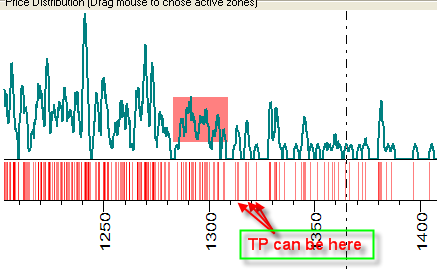 Price Distribution (Drag mouse to chose active zones)
1250
1300
1350
1400
TP can be here